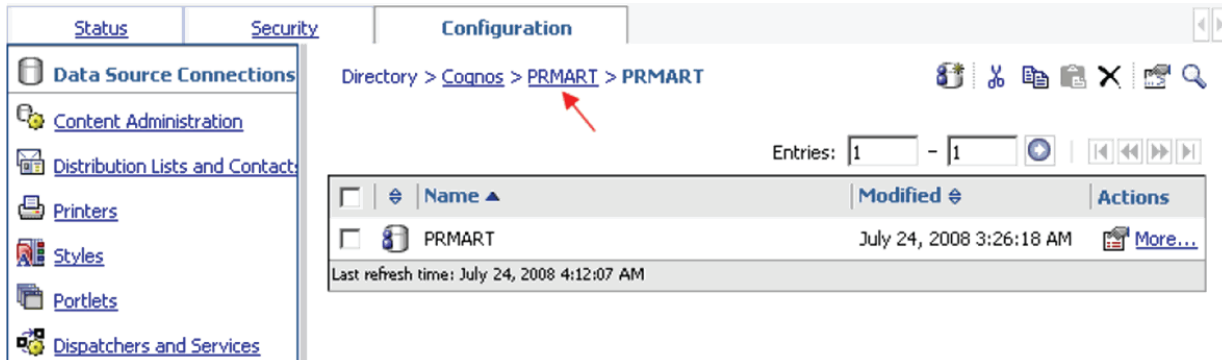 Status Security Configuration
Data Source Connections
Directory > Cognos > PRMART > PRMART
Content Administration
Distribution Lists and Contacts
Entries: 1 - 1
Printers
Name Modified Actions
PRMART July 24, 2008 3:26:18 AM More...
Styles
Last refresh time: July 24, 2008 4:12:07 AM
Portlets
Dispatchers and Services